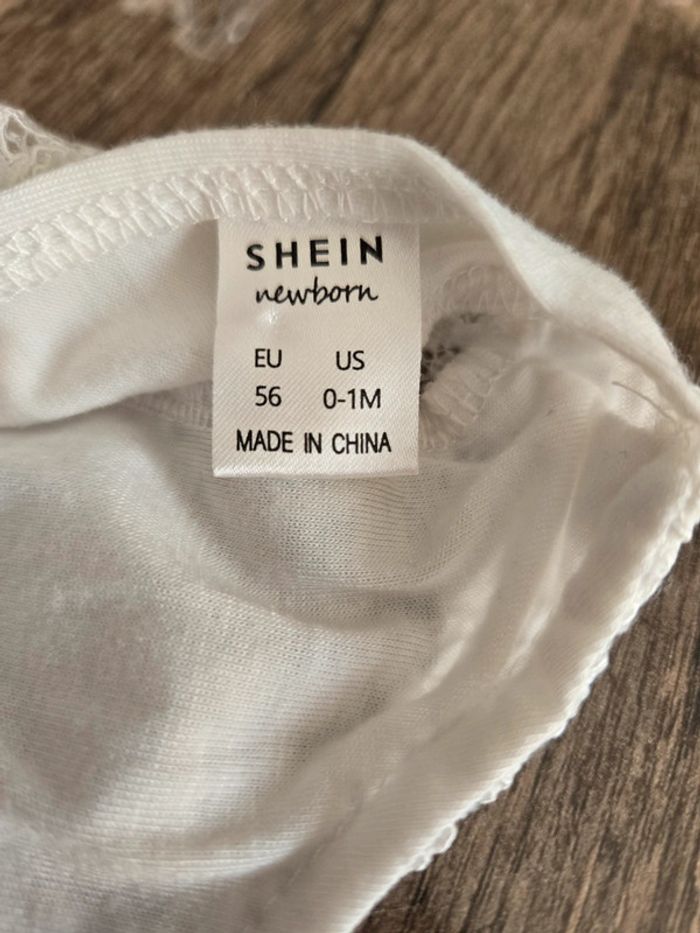 SHEIN
newborn
EU US
56 0-1M
MADE IN CHINA